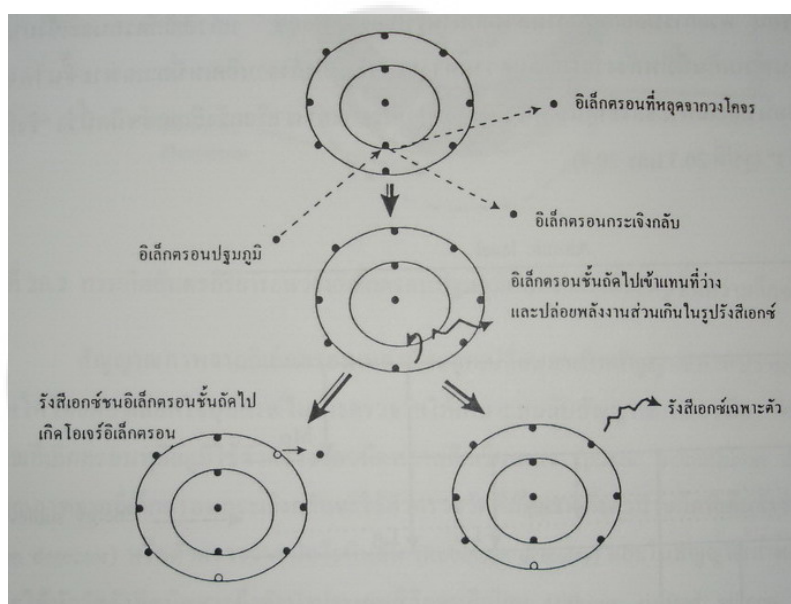 อิเล็กตรอนที่หลุดจากวงโคจร
อิเล็กตรอนกระเจิงกลับ
อิเล็กตรอนปฐมภูมิ
อิเล็กตรอนชั้นถัดไปเข้าแทนที่ว่าง
และปล่อยพลังงานส่วนเกินในรูปรังสีเอกซ์
รังสีเอกซ์ชนอิเล็กตรอนชั้นถัดไป
เกิดโอเจร์อิเล็กตรอน
รังสีเอกซ์เฉพาะตัว